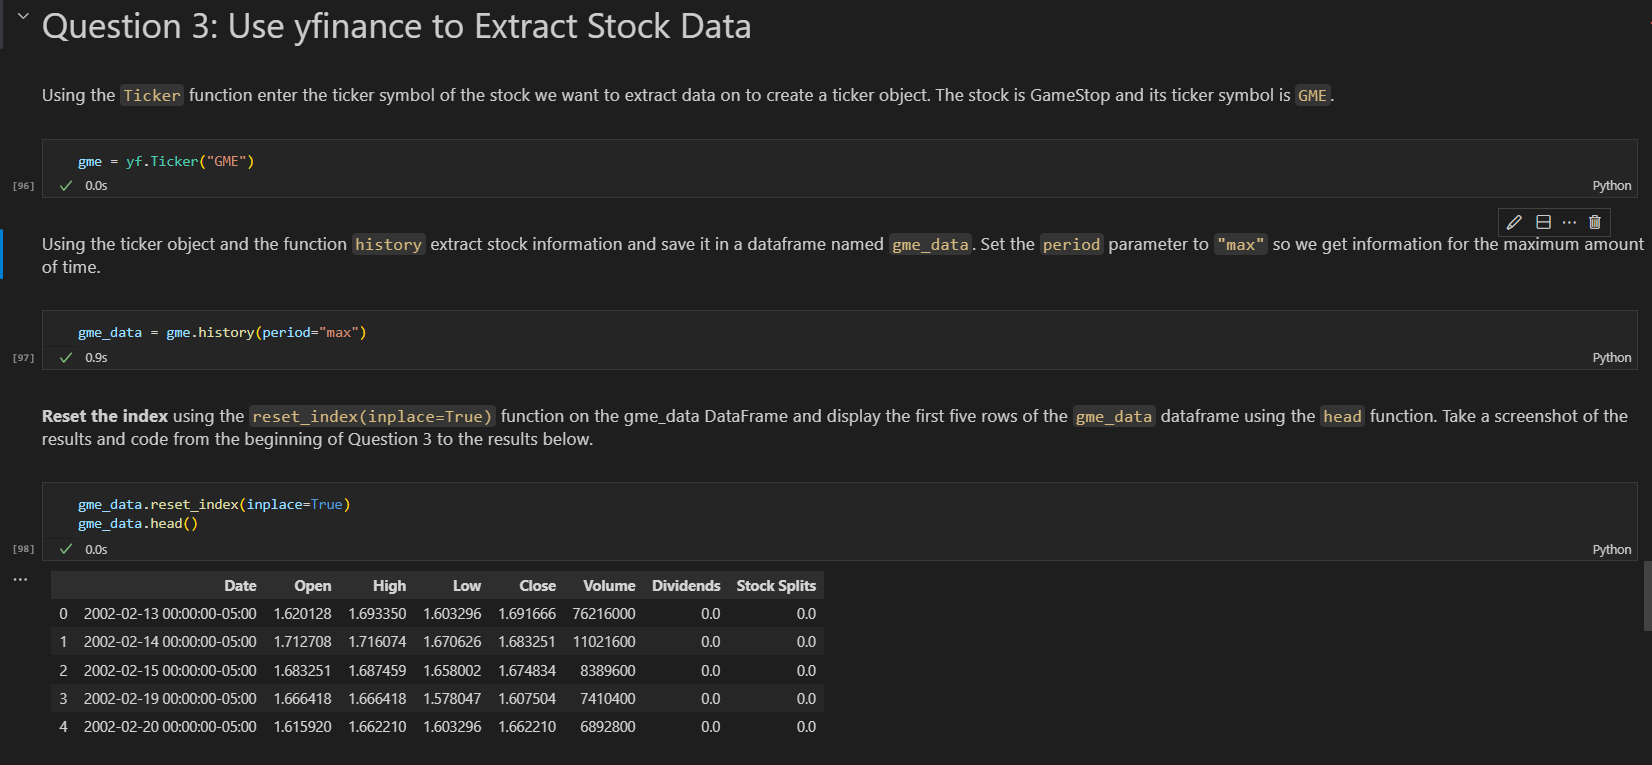 Question 3: Use yfinance to Extract Stock Data
Using the Ticker function enter the ticker symbol of the stock we want to extract data on to create a ticker object. The stock is GameStop and its ticker symbol is GME.
gme = yf.Ticker("GME")
[96] 0.0s Python
Using the ticker object and the function history extract stock information and save it in a dataframe named gme_data. Set the period parameter to "max" so we get information for the maximum amount
of time.
gme_data = gme.history(period="max")
[97] 0.9s Python
Reset the index using the reset_index(inplace=True) function on the gme_data DataFrame and display the first five rows of the gme_data dataframe using the head function. Take a screenshot of the
results and code from the beginning of Question 3 to the results below.
gme_data.reset_index(inplace=True)
gme_data.head()
[98] 0.0s Python
Date Open High Low Close Volume Dividends Stock Splits
0 2002-02-13 00:00:00-05:00 1.620128 1.693350 1.603296 1.691666 76216000 0.0 0.0
1 2002-02-14 00:00:00-05:00 1.712708 1.716074 1.670626 1.683251 11021600 0.0 0.0
2 2002-02-15 00:00:00-05:00 1.683251 1.687459 1.658002 1.674834 8389600 0.0 0.0
3 2002-02-19 00:00:00-05:00 1.666418 1.666418 1.578047 1.607504 7410400 0.0 0.0
4 2002-02-20 00:00:00-05:00 1.615920 1.662210 1.603296 1.662210 6892800 0.0 0.0